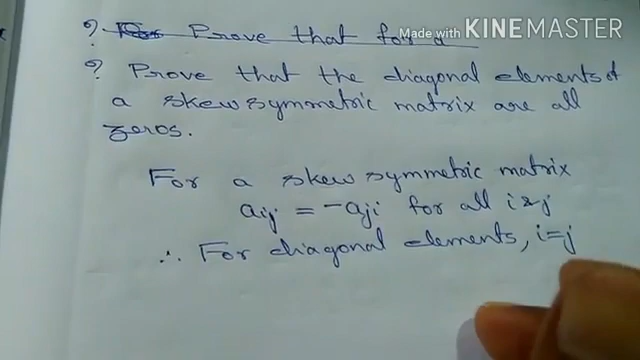 Made with KINEMASTER
? Prove that for a
? Prove that the diagonal elements of
a skew symmetric matrix are all
zeros.
For a skew symmetric matrix
aij = -aji for all i & j
∴ For diagonal elements, i=j